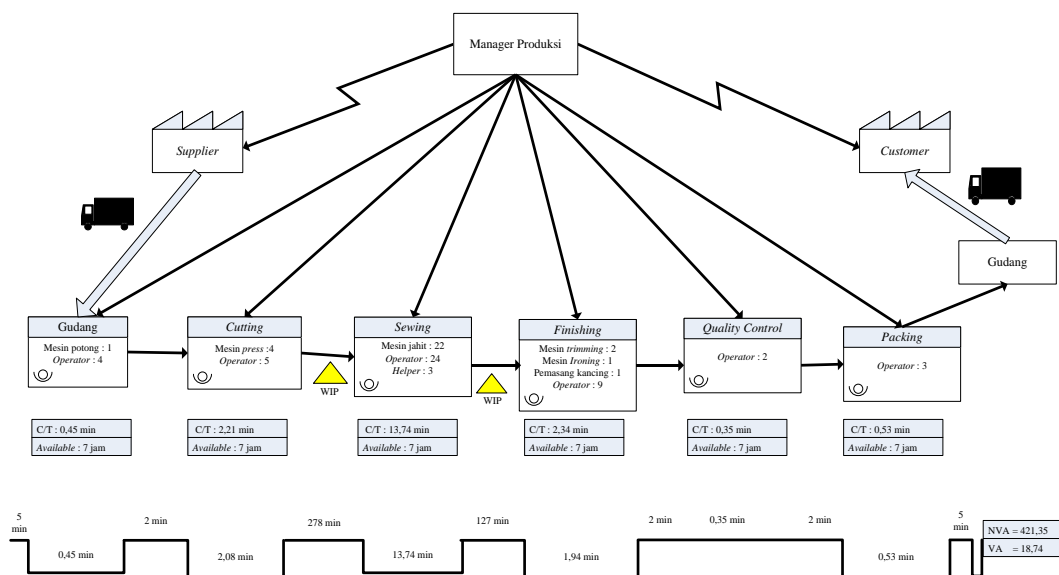 Manager Produksi
Supplier
Customer
Gudang
Gudang
Mesin potong : 1
Operator : 4
Cutting
Mesin press :4
Operator : 5
Sewing
Mesin jahit : 22
Operator : 24
Helper : 3
Finishing
Mesin trimming : 2
Mesin Ironing : 1
Pemasang kancing : 1
Operator : 9
Quality Control
Operator : 2
Packing
Operator : 3
WIP
WIP
C/T : 0,45 min
Available : 7 jam
C/T : 2,21 min
Available : 7 jam
C/T : 13,74 min
Available : 7 jam
C/T : 2,34 min
Available : 7 jam
C/T : 0,35 min
Available : 7 jam
C/T : 0,53 min
Available : 7 jam
5
min
0,45 min
2 min
2,08 min
278 min
13,74 min
127 min
1,94 min
2 min
0,35 min
2 min
0,53 min
5
min
NVA = 421,35
VA = 18,74